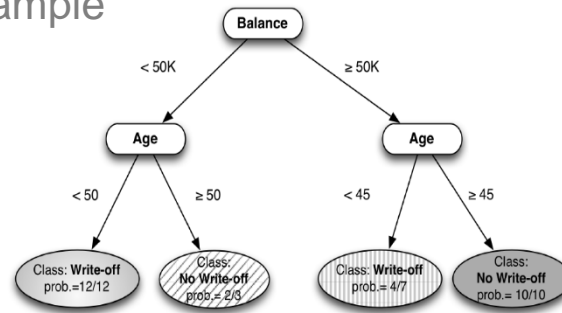 ample
Balance
< 50K
≥ 50K
Age
Age
< 50
≥ 50
< 45
≥ 45
Class: Write-off
prob.=12/12
Class:
No Write-off
prob.= 2/3
Class: Write-off
prob.= 4/7
Class:
No Write-off
prob.= 10/10